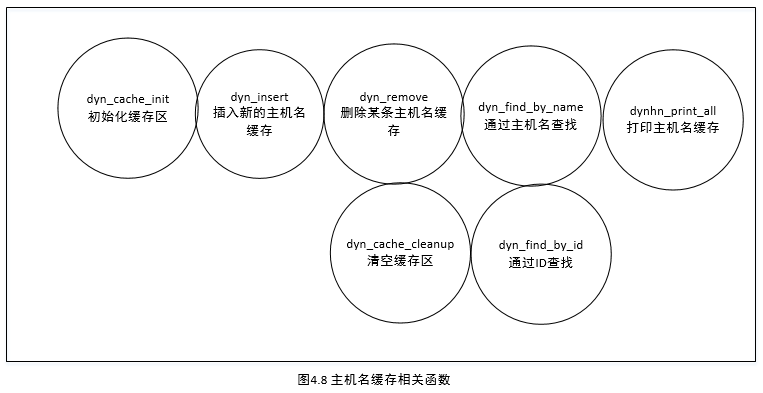 dyn_cache_init
初始化缓存区
dyn_insert
插入新的主机名
缓存
dyn_remove
删除某条主机名缓
存
dyn_find_by_name
通过主机名查找
dynhn_print_all
打印主机名缓存
dyn_cache_cleanup
清空缓存区
dyn_find_by_id
通过ID查找
图4.8 主机名缓存相关函数